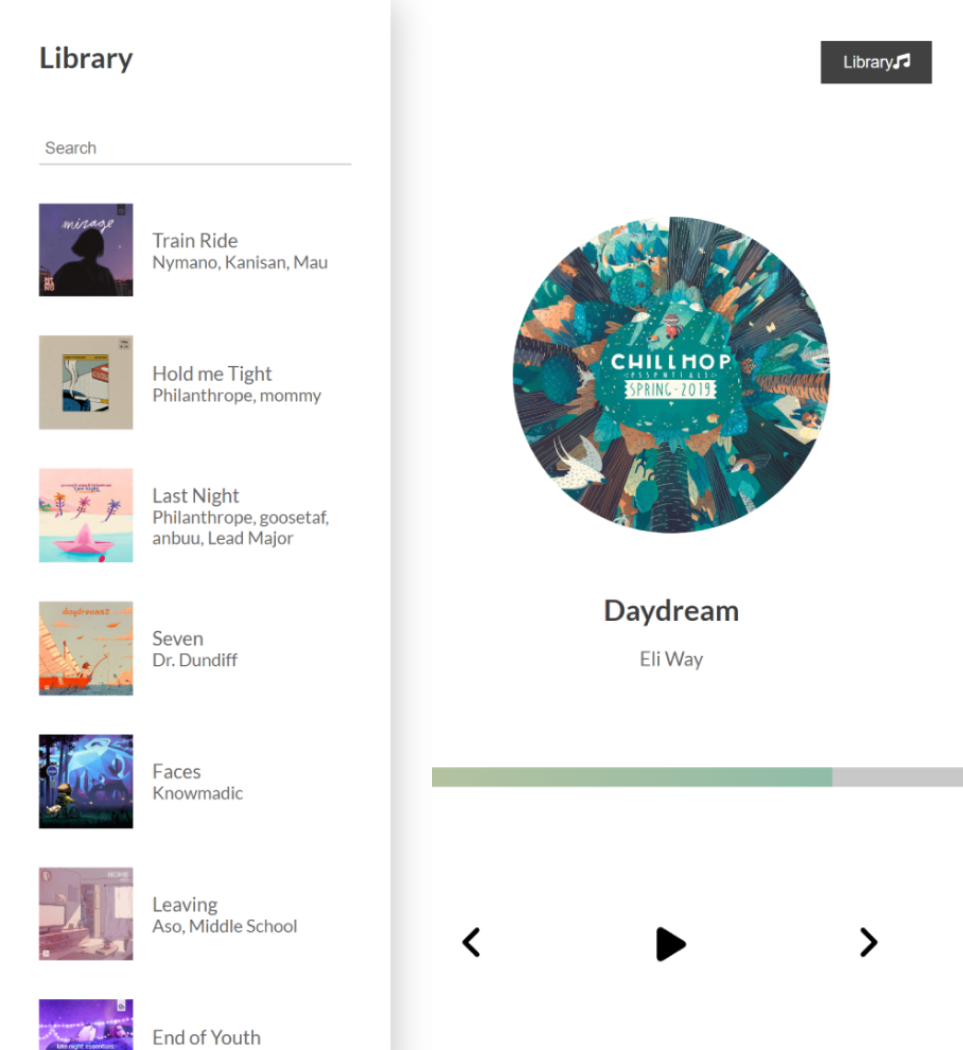 Library
Search
mirage
Train Ride
Nymano, Kanisan, Mau
Hold me Tight
Philanthrope, mommy
Last Night
Philanthrope, goosetaf,
anbuu, Lead Major
Seven
Dr. Dundiff
Faces
Knowmadic
HOME
Leaving
Aso, Middle School
End of Youth
Library
CHILLHOP
ESSENTIALS
SPRING-2019
Daydream
Eli Way